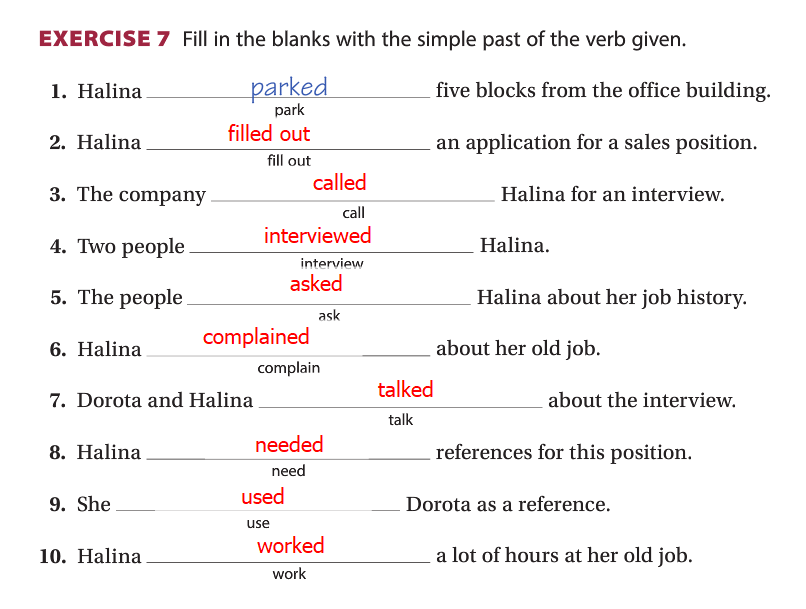 EXERCISE 7 Fill in the blanks with the simple past of the verb given.
1. Halina parked five blocks from the office building.
park
2. Halina filled out an application for a sales position.
fill out
3. The company called Halina for an interview.
call
4. Two people interviewed Halina.
interview
5. The people asked Halina about her job history.
ask
6. Halina complained about her old job.
complain
7. Dorota and Halina talked about the interview.
talk
8. Halina needed references for this position.
need
9. She used Dorota as a reference.
use
10. Halina worked a lot of hours at her old job.
work